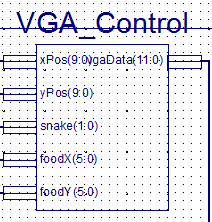 VGA_Control
xPos(9:0) vgaData(11:0)
yPos(9:0)
snake(1:0)
foodX(5:0)
foodY(5:0)